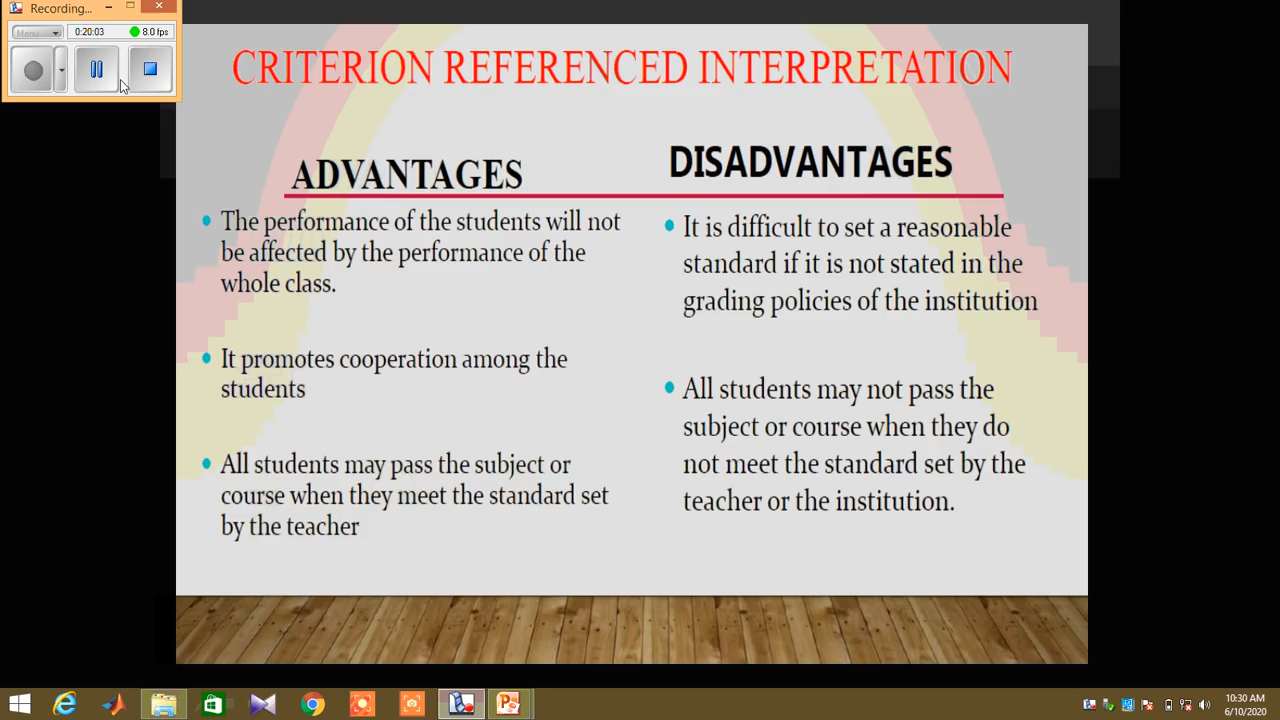 Recording...
Menu
0:20:03
8.0 fps
CRITERION REFERENCED INTERPRETATION
ADVANTAGES
• The performance of the students will not
be affected by the performance of the
whole class.
• It promotes cooperation among the
students
• All students may pass the subject or
course when they meet the standard set
by the teacher
DISADVANTAGES
• It is difficult to set a reasonable
standard if it is not stated in the
grading policies of the institution
• All students may not pass the
subject or course when they do
not meet the standard set by the
teacher or the institution.
10:30 AM
6/10/2020